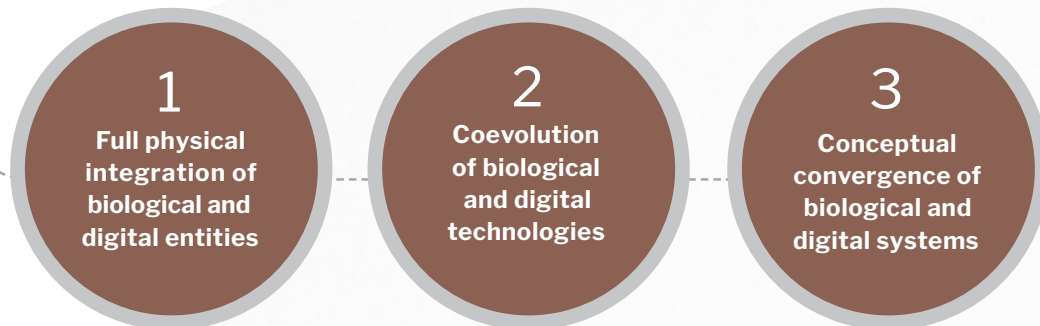 1
Full physical
integration of
biological and
digital entities
2
Coevolution
of biological
and digital
technologies
3
Conceptual
convergence of
biological and
digital systems